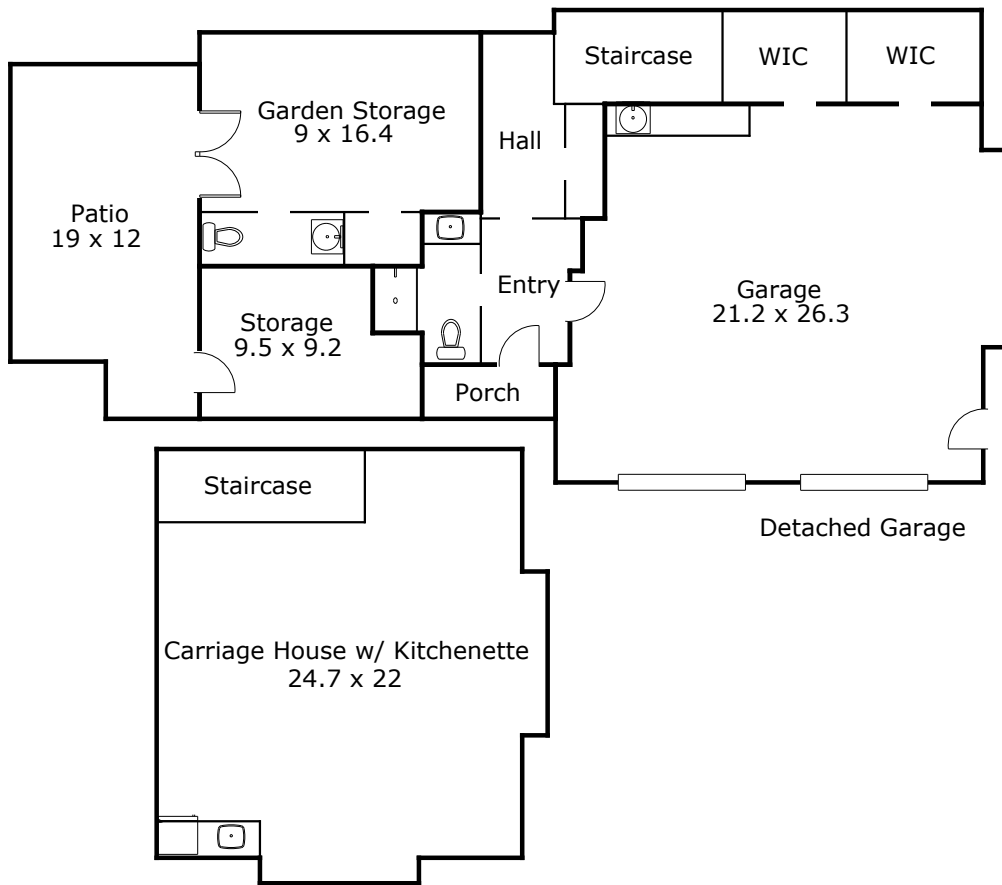 Staircase
WIC
WIC
Garden Storage
9 x 16.4
Hall
Patio
19 x 12
Entry
Garage
21.2 x 26.3
Storage
9.5 x 9.2
Porch
Staircase
Detached Garage
Carriage House w/ Kitchenette
24.7 x 22